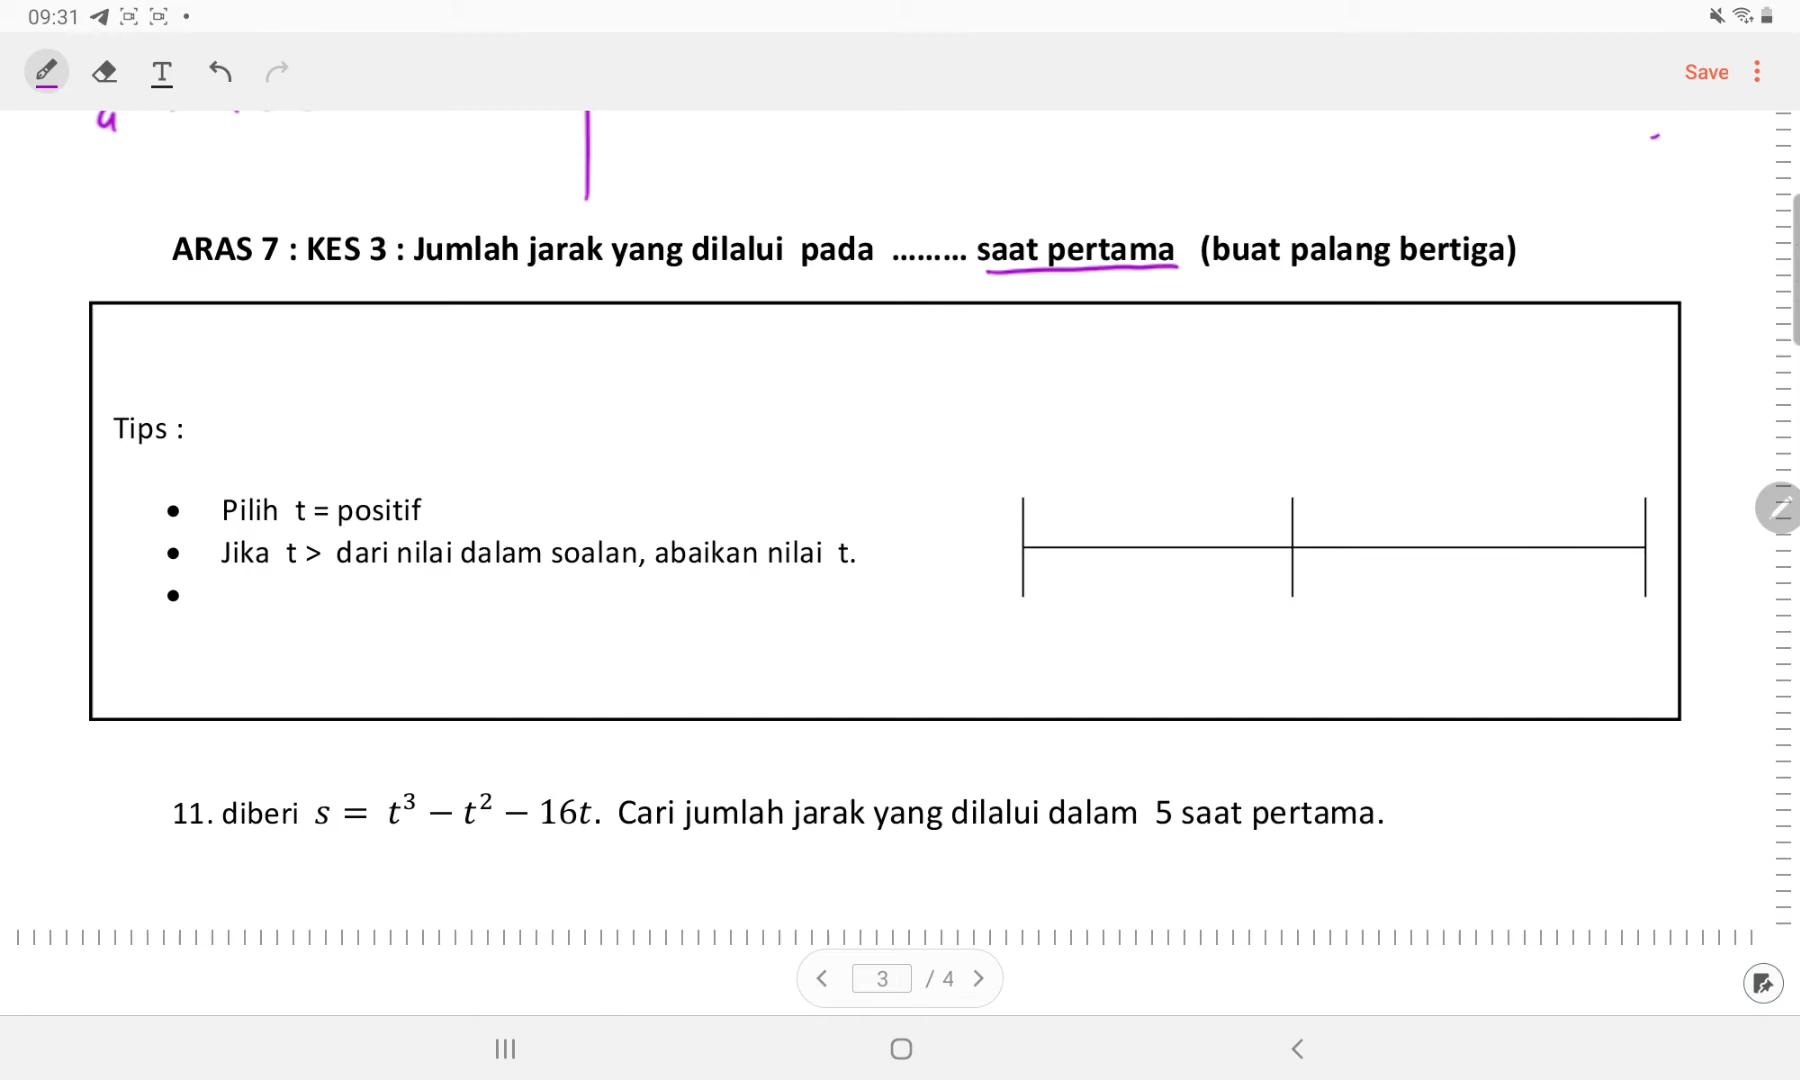 09:31
Save
a
ARAS 7 : KES 3 : Jumlah jarak yang dilalui pada ......... saat pertama (buat palang bertiga)
Tips :
• Pilih t = positif
• Jika t > dari nilai dalam soalan, abaikan nilai t.
•
11. diberi s = t³ − t² − 16t. Cari jumlah jarak yang dilalui dalam 5 saat pertama.
3 / 4